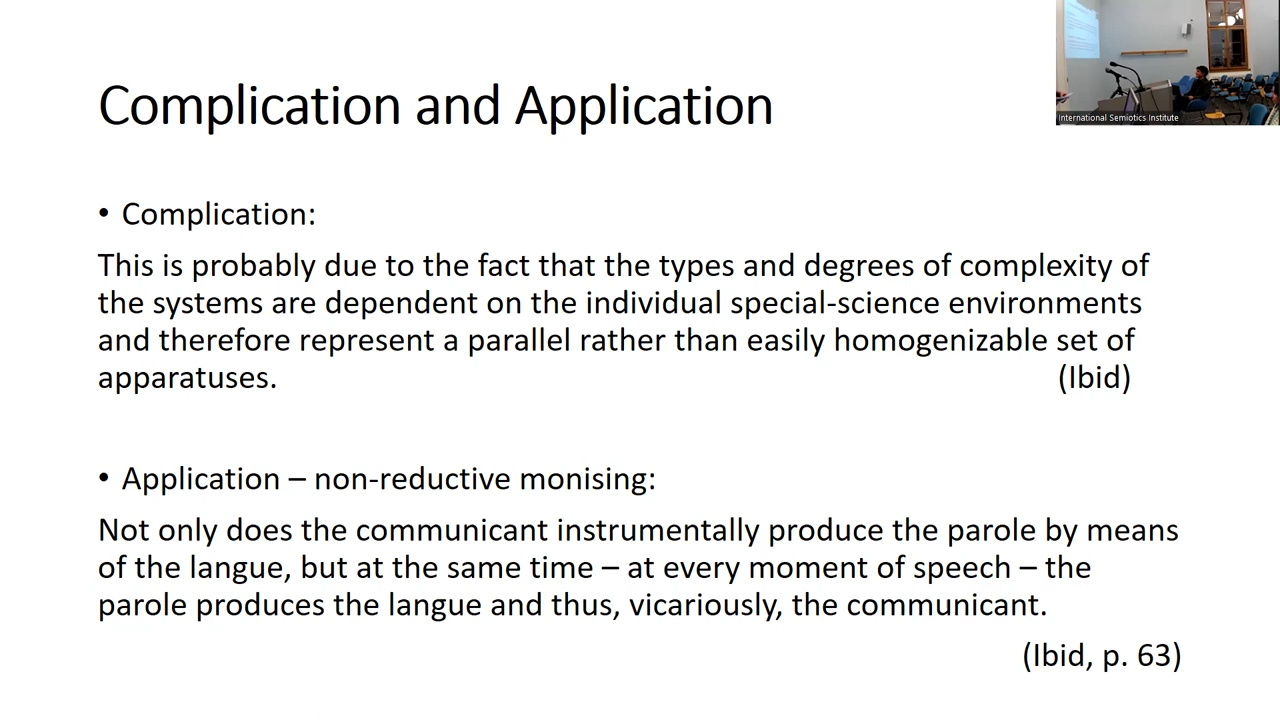 Complication and Application
International Semiotics Institute
• Complication:
This is probably due to the fact that the types and degrees of complexity of
the systems are dependent on the individual special-science environments
and therefore represent a parallel rather than easily homogenizable set of
apparatuses. (Ibid)
• Application – non-reductive monising:
Not only does the communicant instrumentally produce the parole by means
of the langue, but at the same time – at every moment of speech – the
parole produces the langue and thus, vicariously, the communicant.
(Ibid, p. 63)